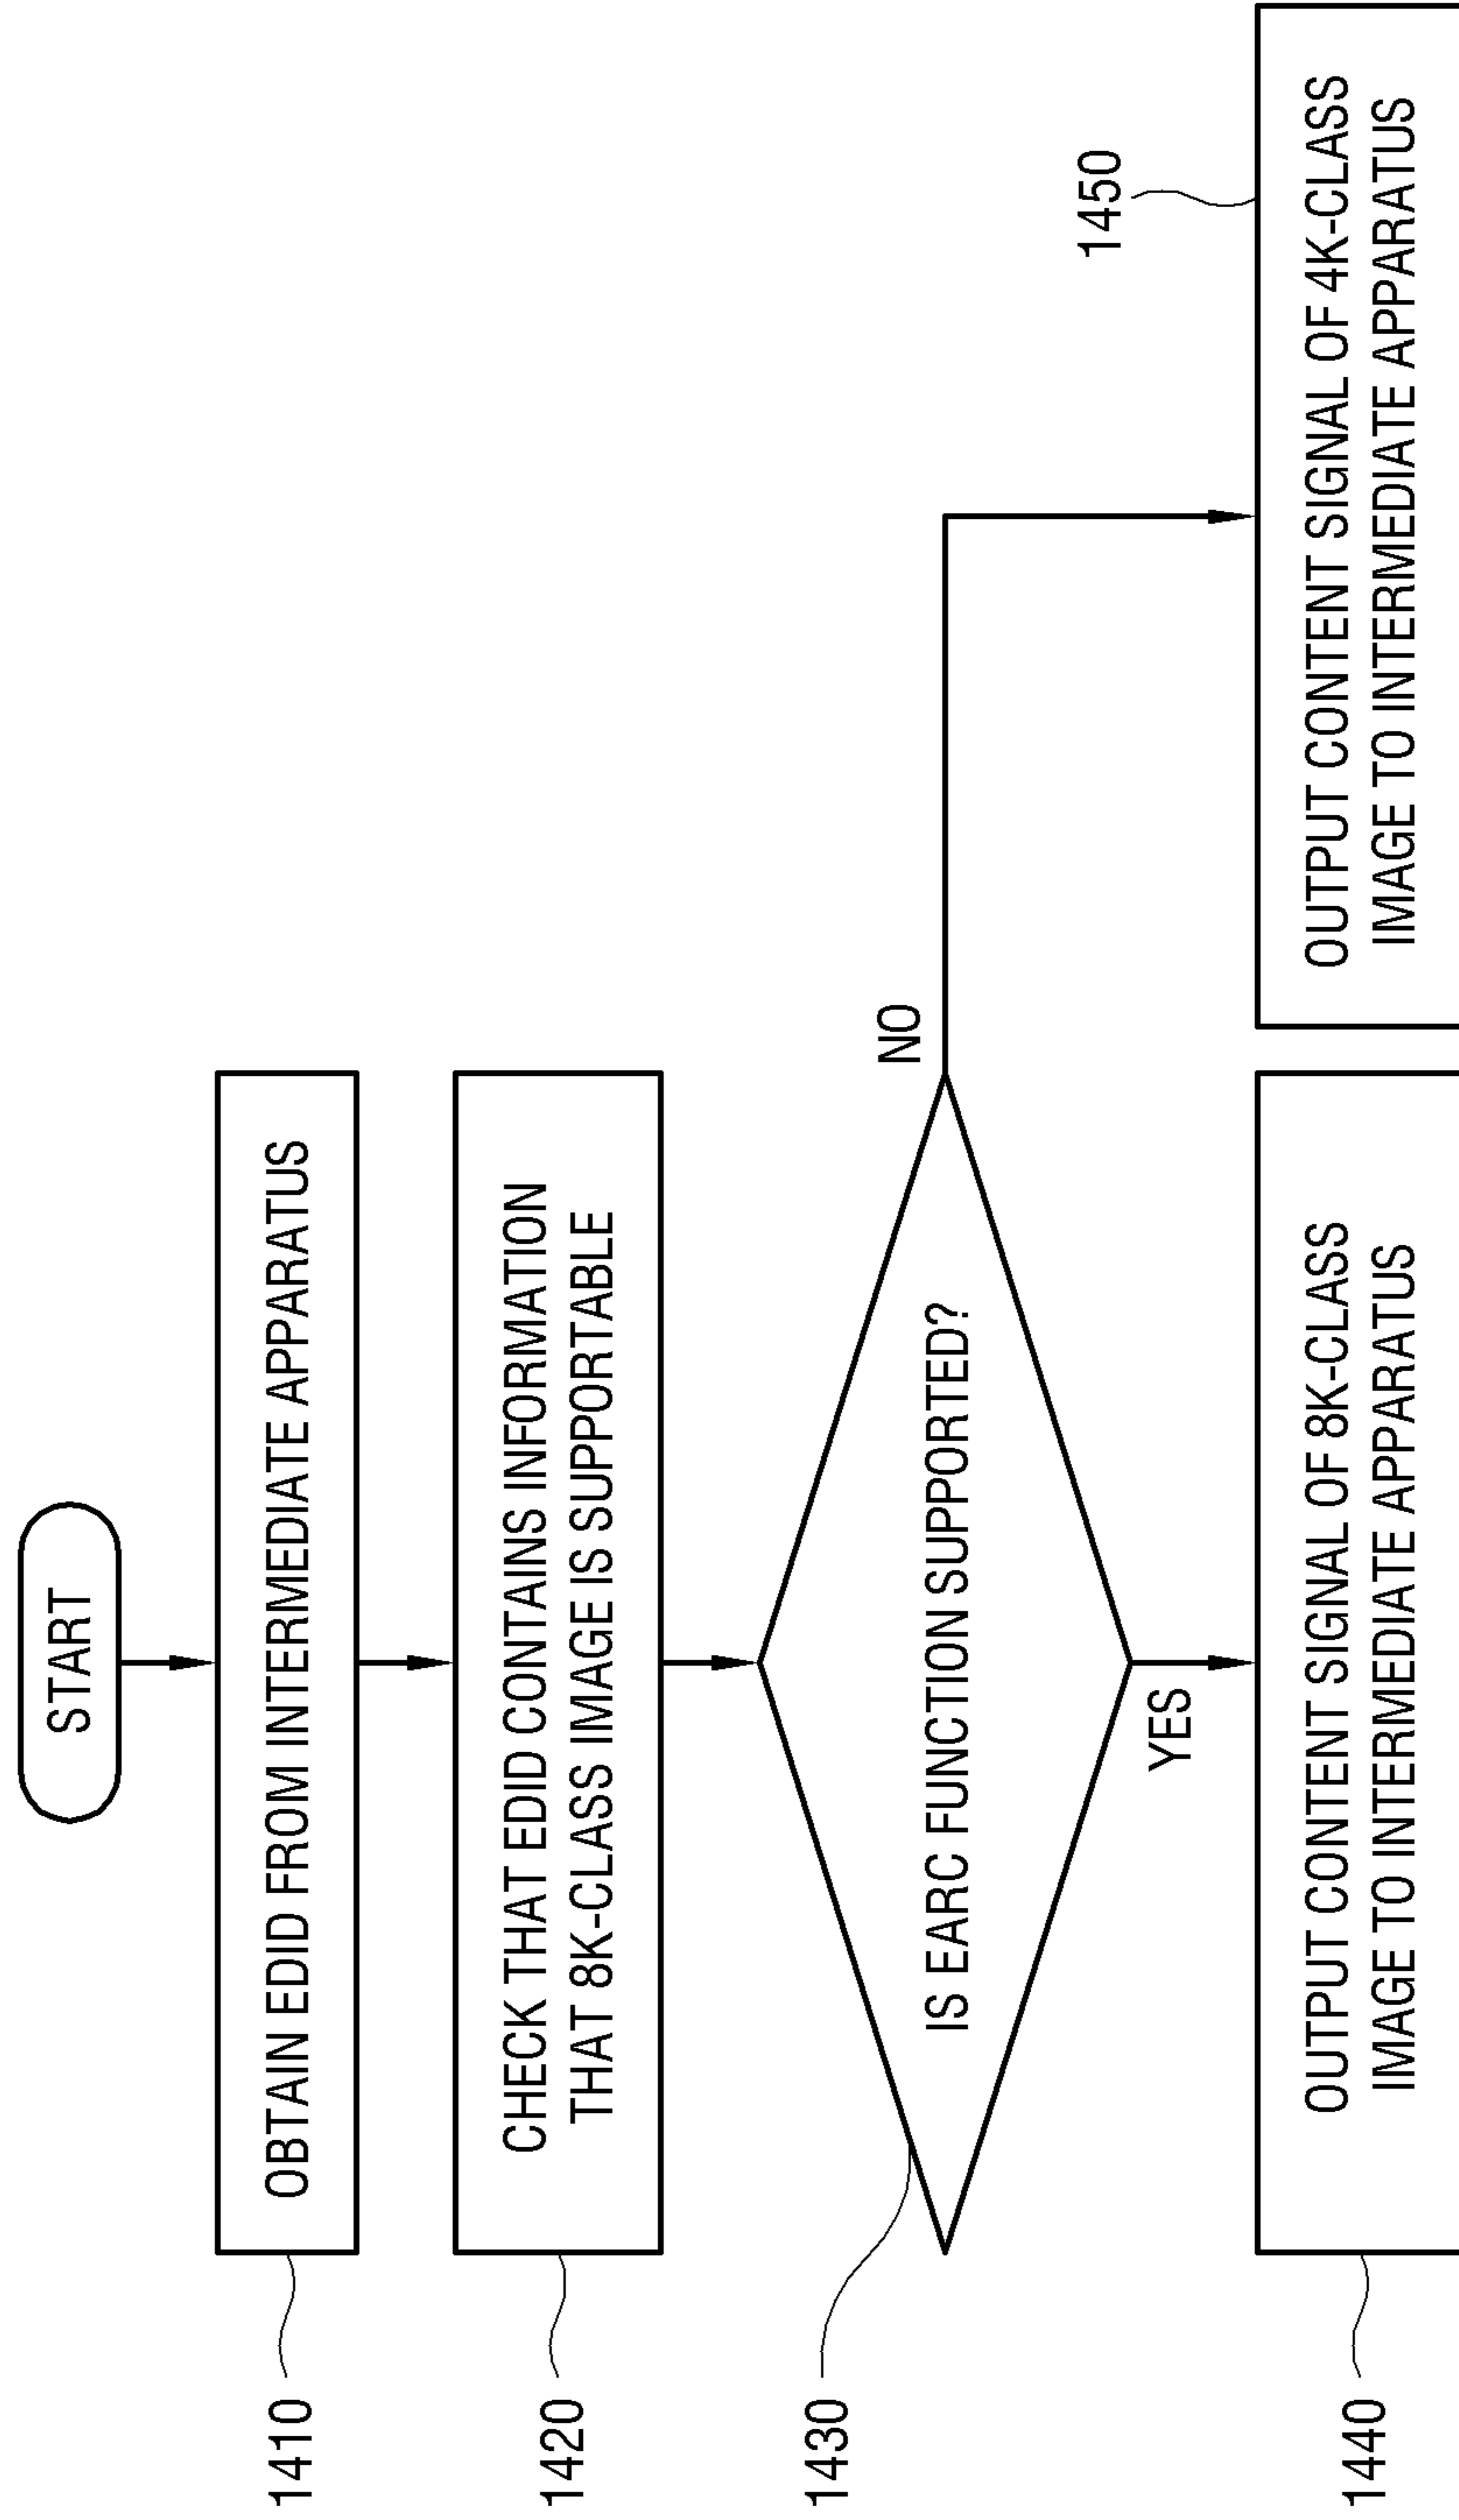 START
1410
OBTAIN EDID FROM INTERMEDIATE APPARATUS
1420
CHECK THAT EDID CONTAINS INFORMATION
THAT 8K-CLASS IMAGE IS SUPPORTABLE
1430
IS EARC FUNCTION SUPPORTED?
NO
YES
1440
OUTPUT CONTENT SIGNAL OF 8K-CLASS
IMAGE TO INTERMEDIATE APPARATUS
1450
OUTPUT CONTENT SIGNAL OF 4K-CLASS
IMAGE TO INTERMEDIATE APPARATUS